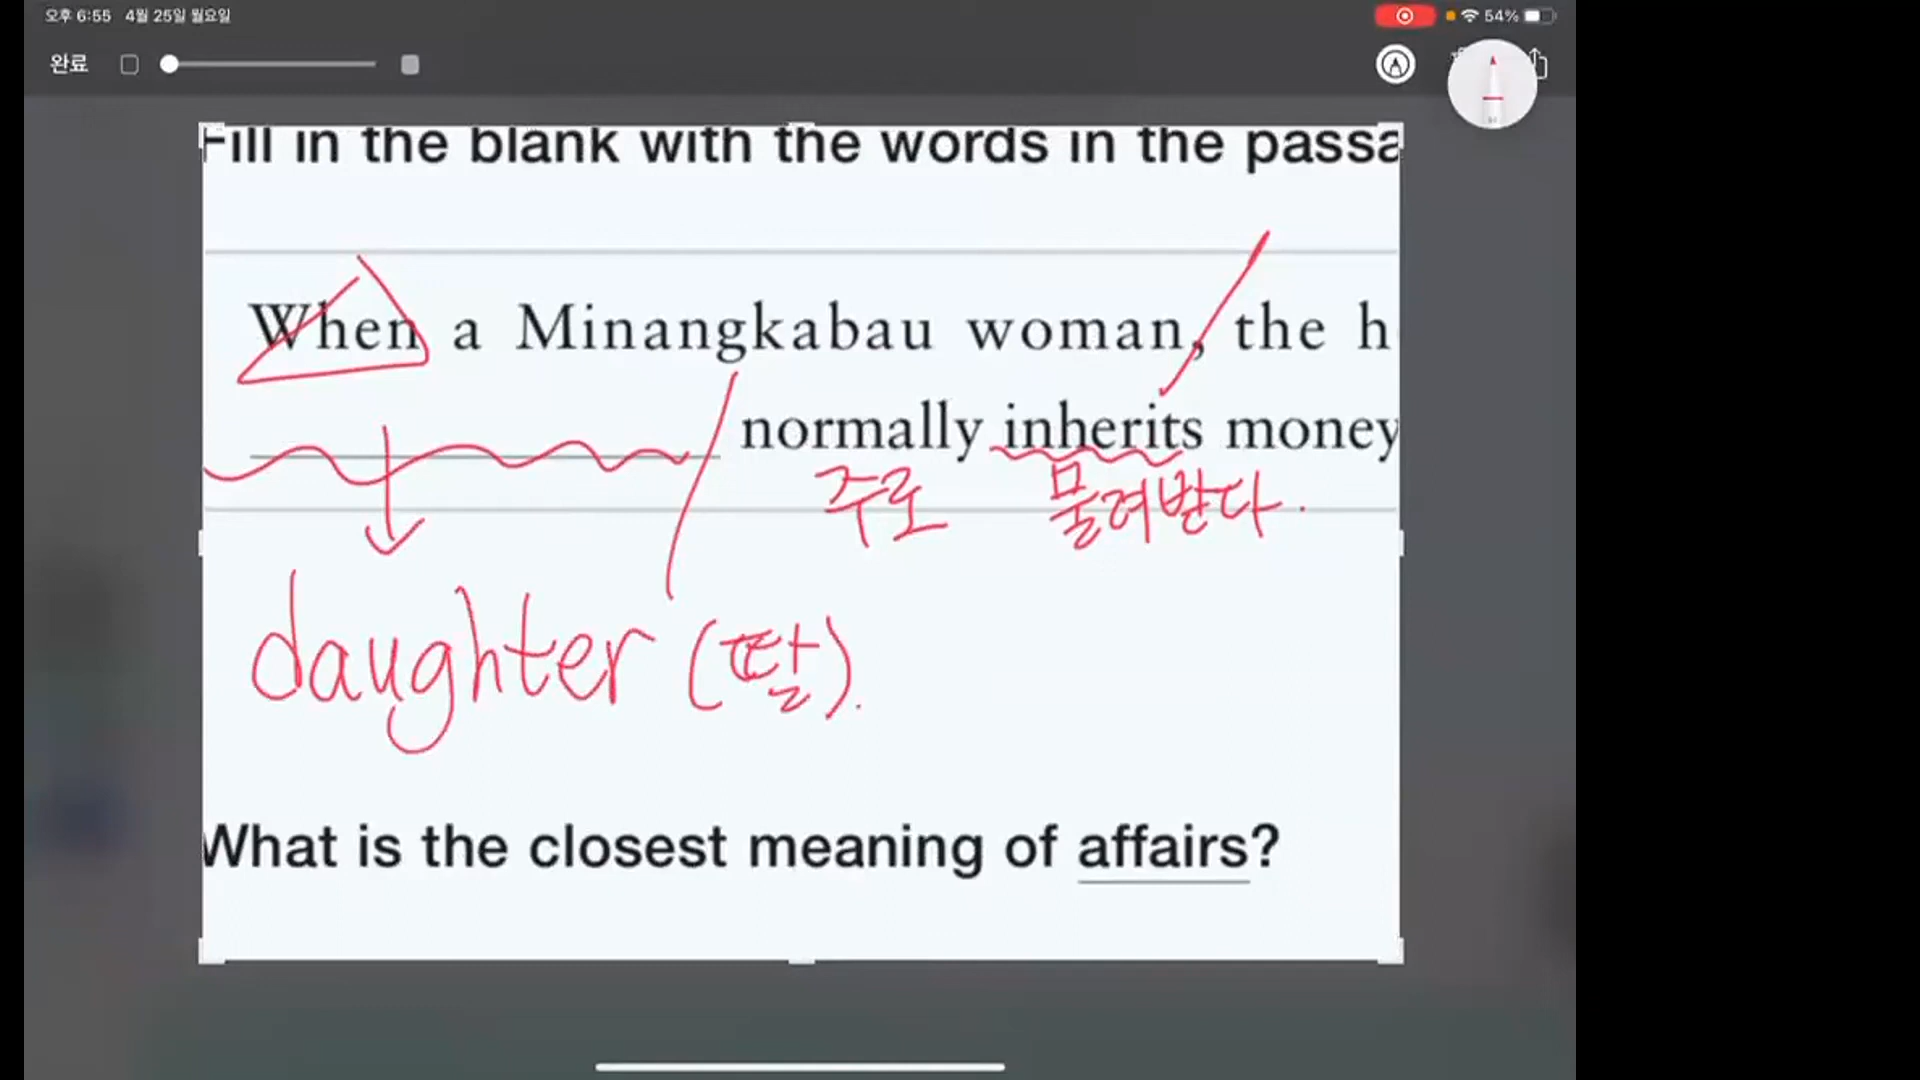 오후 6:55 4월 25일 월요일
54%
완료
Fill in the blank with the words in the passa
When a Minangkabau woman, the h
normally inherits money
주로 물려받다.
daughter (딸).
What is the closest meaning of affairs?